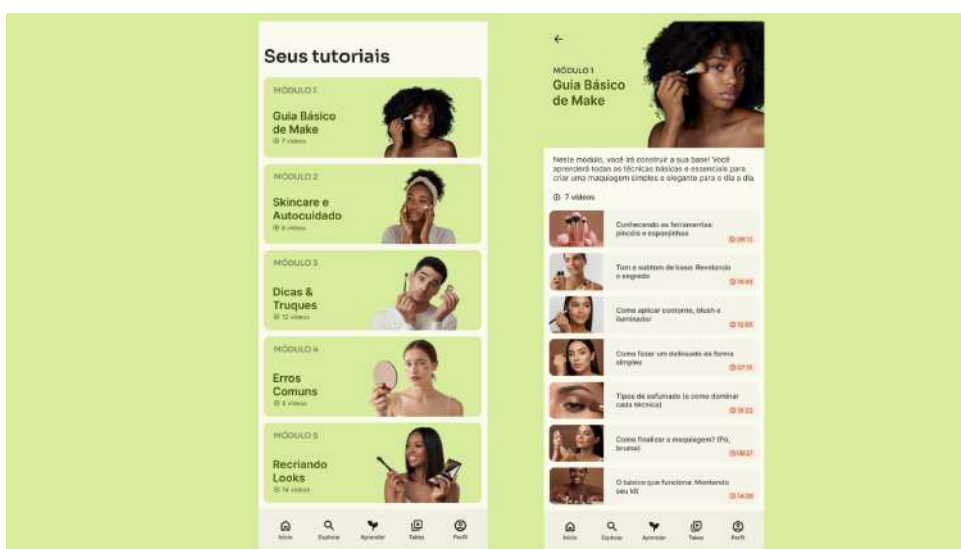 Seus tutoriais
MÓDULO 1
Guia Básico
de Make
7 vídeos
MÓDULO 2
Skincare e
Autocuidado
vídeos
MÓDULO 3
Dicas &
Truques
12 vídeos
MÓDULO 4
Erros
Comuns
vídeos
MÓDULO 5
Recriando
Looks
14 vídeos
Início
Explorar
Aprender
Takes
Perfil
MÓDULO 1
Guia Básico
de Make
Neste módulo, você irá construir a sua base! Você
aprenderá todas as técnicas básicas e essenciais para
criar uma maquiagem simples e elegante para o dia a dia.
7 vídeos
Conhecendo as ferramentas:
pincéis e esponjinhas
Tom e subtom de base: Revelando
o segredo
Como aplicar contorno, blush e
iluminador
Como fazer um delineado de forma
simples
Tipos de esfumado (e como dominar
cada técnica)
Como finalizar a maquiagem? (Pó,
bruma)
O básico que funciona: Montando
seu kit
Início
Explorar
Aprender
Takes
Perfil